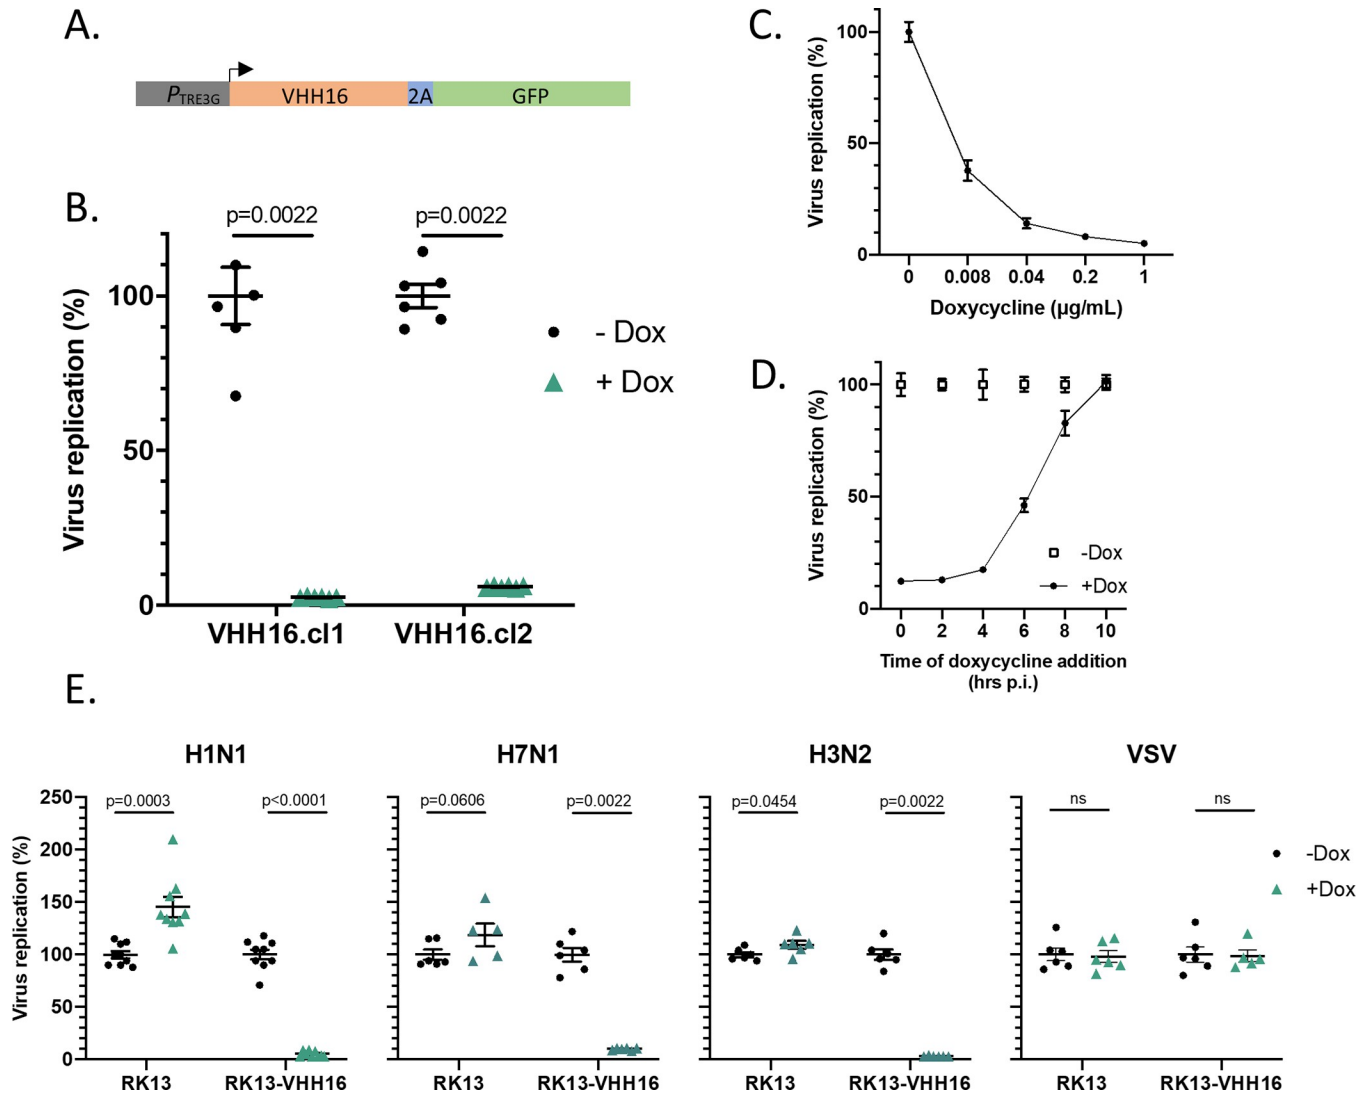 A.
P TRE3G VHH16 2A GFP
B.
p=0.0022 p=0.0022
Virus replication (%)
100
50
0
- Dox
+ Dox
VHH16.cl1 VHH16.cl2
C.
Virus replication (%)
100
50
0
0 0.008 0.04 0.2 1
Doxycycline (µg/mL)
D.
Virus replication (%)
100
50
0
-Dox
+Dox
0 2 4 6 8 10
Time of doxycycline addition
(hrs p.i.)
E.
H1N1 H7N1 H3N2 VSV
Virus replication (%)
250
200
150
100
50
0
p=0.0003 p<0.0001 p=0.0606 p=0.0022 p=0.0454 p=0.0022 ns ns
-Dox
+Dox
RK13 RK13-VHH16 RK13 RK13-VHH16 RK13 RK13-VHH16 RK13 RK13-VHH16